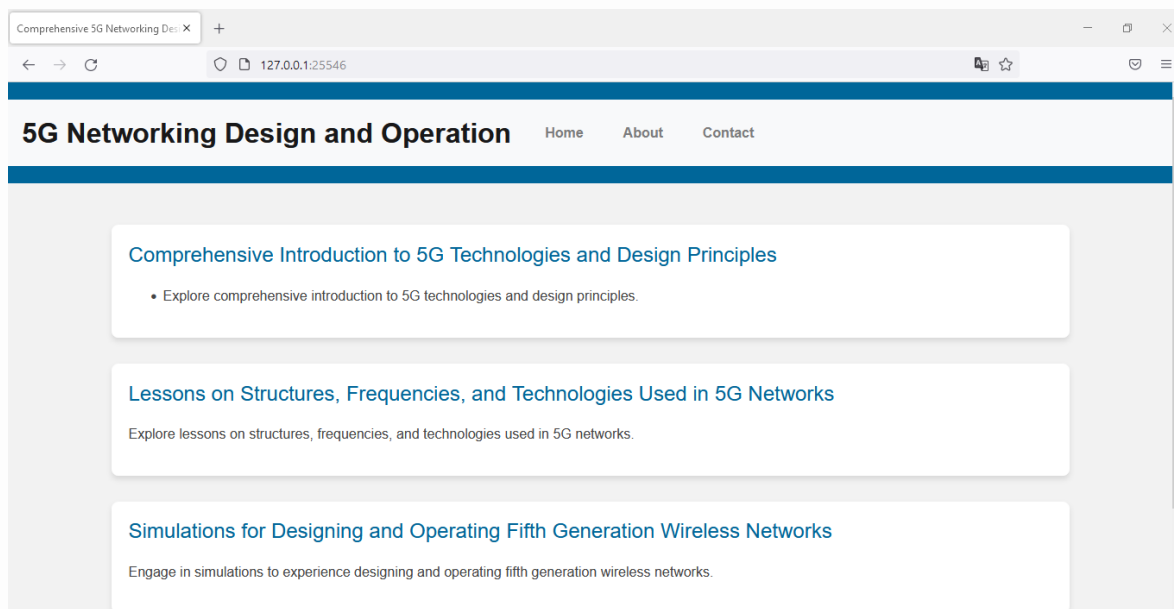 Comprehensive 5G Networking Desi
127.0.0.1:25546
5G Networking Design and Operation
Home
About
Contact
Comprehensive Introduction to 5G Technologies and Design Principles
• Explore comprehensive introduction to 5G technologies and design principles.
Lessons on Structures, Frequencies, and Technologies Used in 5G Networks
Explore lessons on structures, frequencies, and technologies used in 5G networks.
Simulations for Designing and Operating Fifth Generation Wireless Networks
Engage in simulations to experience designing and operating fifth generation wireless networks.